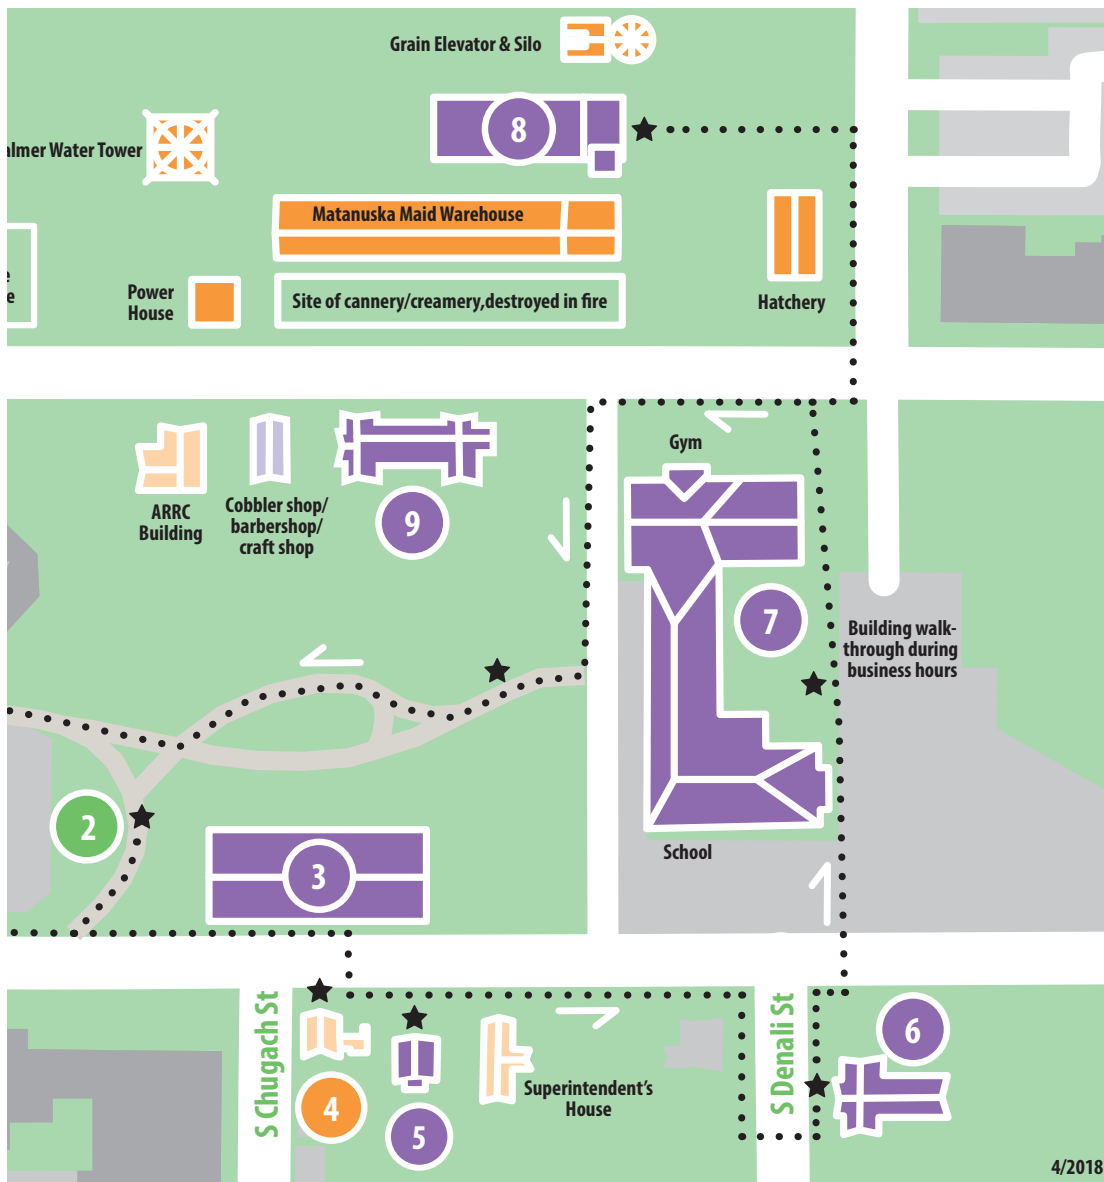 Grain Elevator & Silo
8
almer Water Tower
Matanuska Maid Warehouse
e
e
Power
House
Site of cannery/creamery,destroyed in fire
Hatchery
Gym
ARRC
Building
Cobbler shop/
barbershop/
craft shop
9
7
Building walk-
through during
business hours
2
3
School
S Chugach St
4
5
Superintendent's
House
S Denali St
6
4/2018